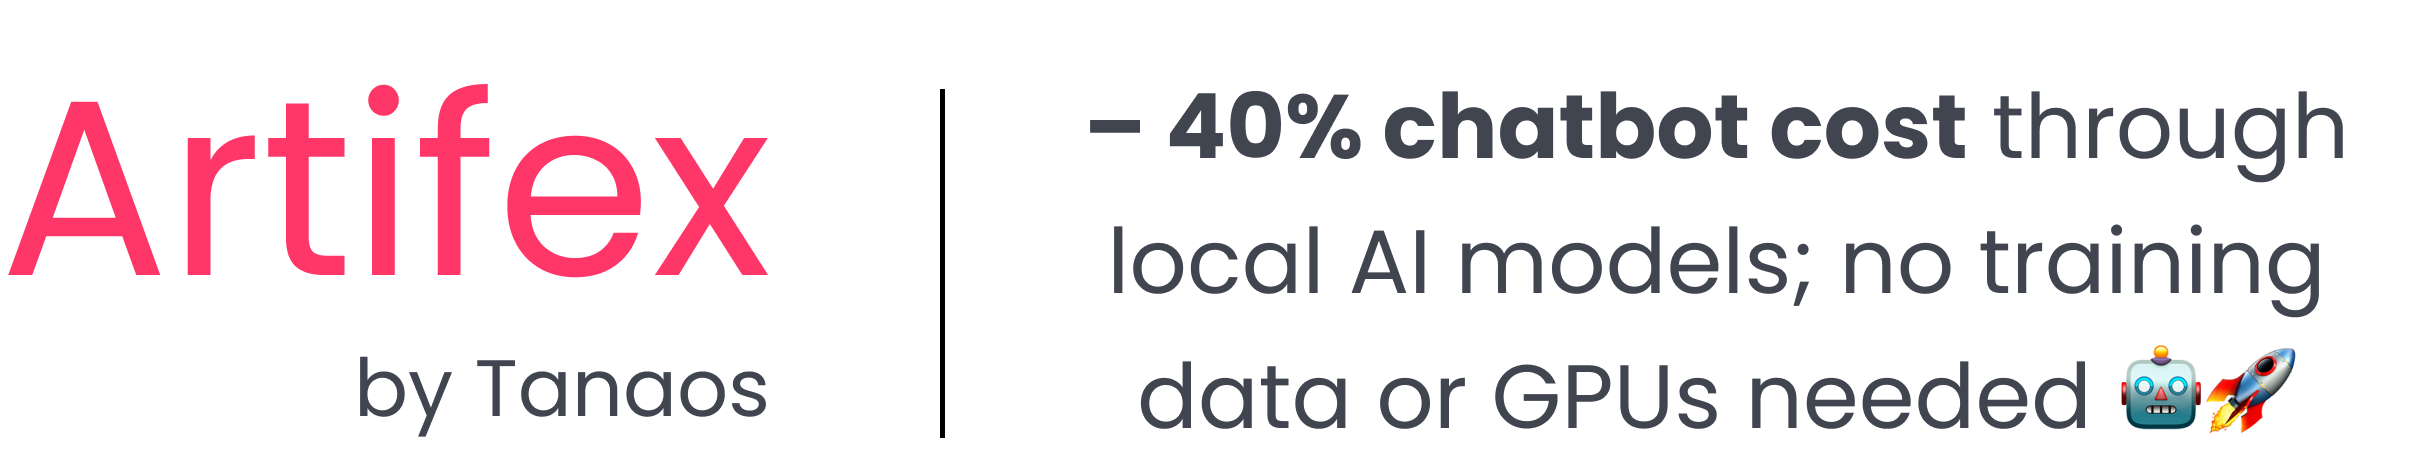 Artifex
by Tanaos
– 40% chatbot cost through
local AI models; no training
data or GPUs needed 🤖🚀